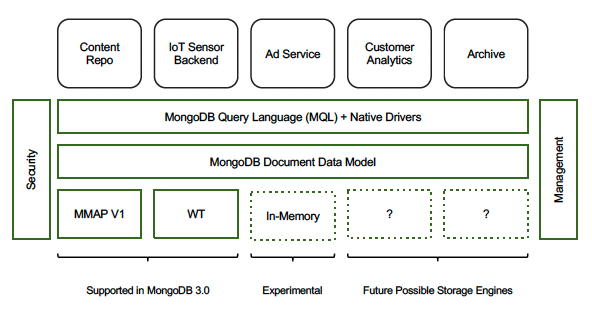 Content
Repo
IoT Sensor
Backend
Ad Service
Customer
Analytics
Archive
Security
MongoDB Query Language (MQL) + Native Drivers
MongoDB Document Data Model
MMAP V1
WT
In-Memory
?
?
Management
Supported in MongoDB 3.0
Experimental
Future Possible Storage Engines